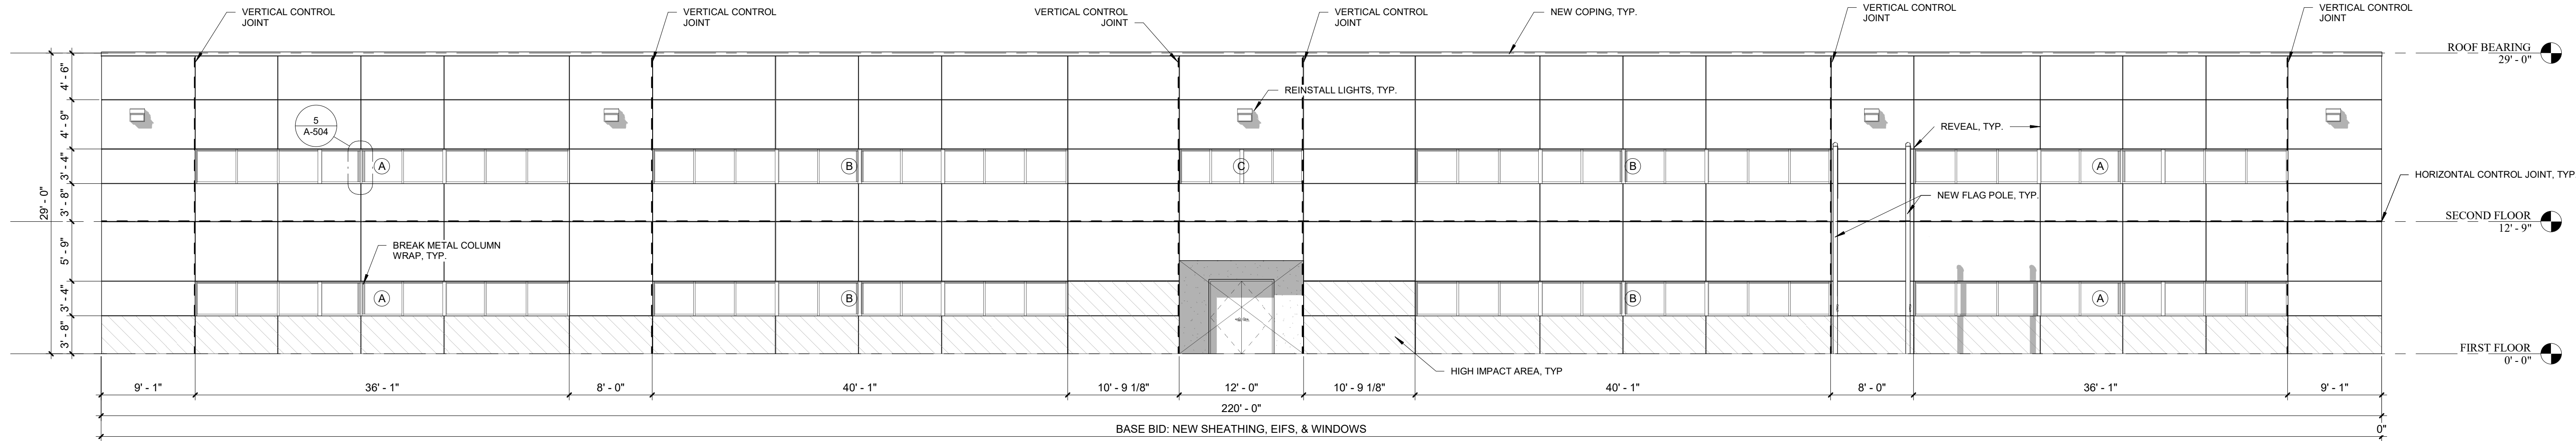 VERTICAL CONTROL
JOINT
VERTICAL CONTROL
JOINT
VERTICAL CONTROL
JOINT
VERTICAL CONTROL
JOINT
NEW COPING, TYP.
VERTICAL CONTROL
JOINT
VERTICAL CONTROL
JOINT
ROOF BEARING
29' - 0"
4' - 6"
4' - 9"
3' - 4"
3' - 8"
5' - 9"
3' - 4"
3' - 8"
29' - 0"
5
A-504
REINSTALL LIGHTS, TYP.
REVEAL, TYP.
A
B
C
B
A
HORIZONTAL CONTROL JOINT, TYP
NEW FLAG POLE, TYP.
SECOND FLOOR
12' - 9"
BREAK METAL COLUMN
WRAP, TYP.
A
B
B
A
FIRST FLOOR
0' - 0"
HIGH IMPACT AREA, TYP
9' - 1"
36' - 1"
8' - 0"
40' - 1"
10' - 9 1/8"
12' - 0"
10' - 9 1/8"
40' - 1"
8' - 0"
36' - 1"
9' - 1"
220' - 0"
BASE BID: NEW SHEATHING, EIFS, & WINDOWS
0"